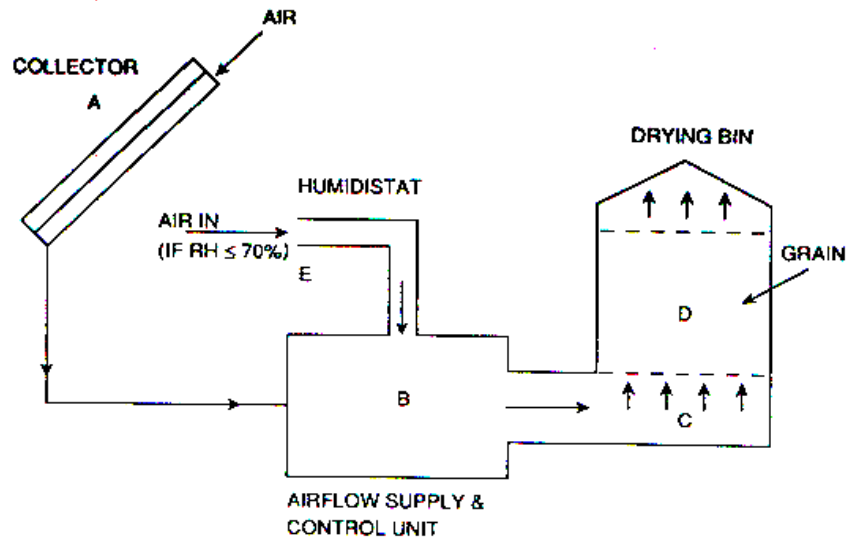 AIR
COLLECTOR
A
DRYING BIN
HUMIDISTAT
AIR IN
(IF RH ≤ 70%)
E
GRAIN
D
B
C
AIRFLOW SUPPLY &
CONTROL UNIT